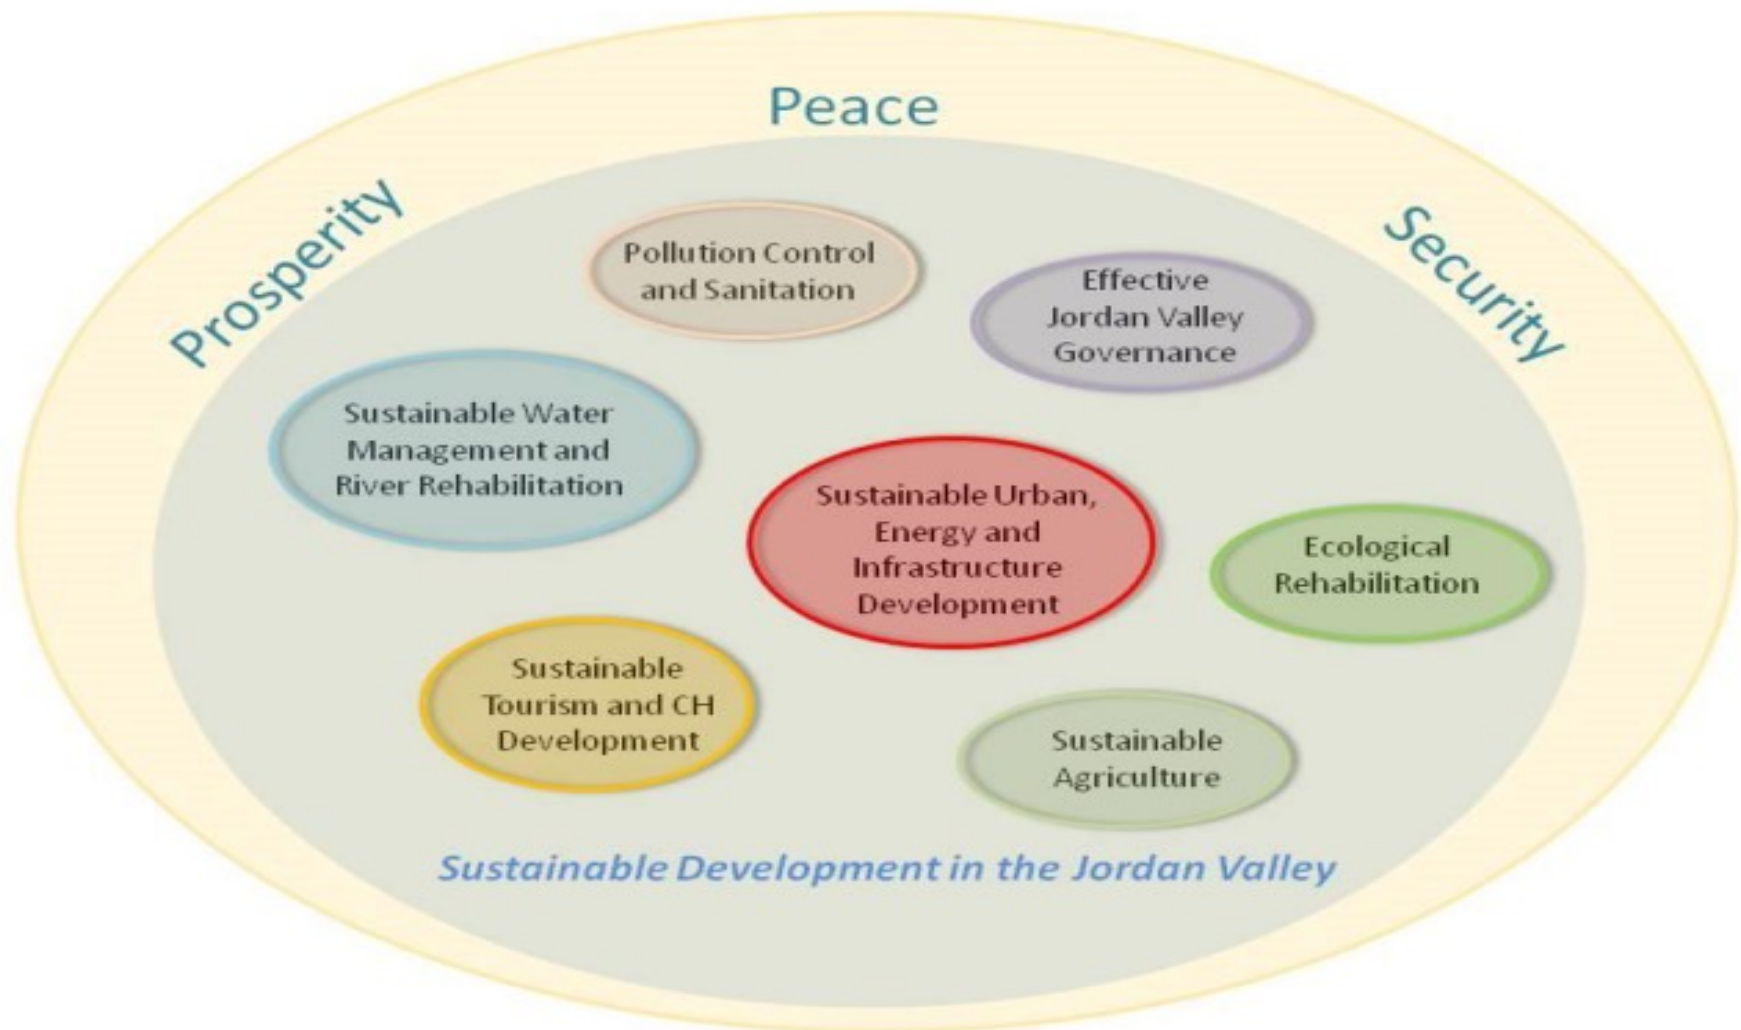 Peace
Prosperity
Security
Pollution Control
and Sanitation
Effective
Jordan Valley
Governance
Sustainable Water
Management and
River Rehabilitation
Sustainable Urban,
Energy and
Infrastructure
Development
Ecological
Rehabilitation
Sustainable
Tourism and CH
Development
Sustainable
Agriculture
Sustainable Development in the Jordan Valley